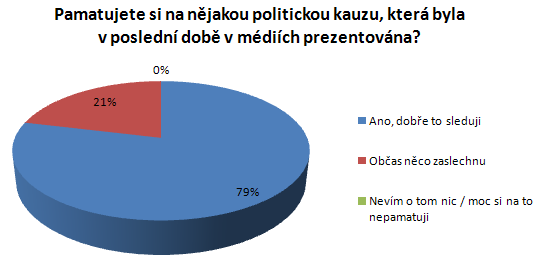 Pamatujete si na nějakou politickou kauzu, která byla
v poslední době v médiích prezentována?
0%
21%
79%
Ano, dobře to sleduji
Občas něco zaslechnu
Nevím o tom nic / moc si na to
nepamatuji